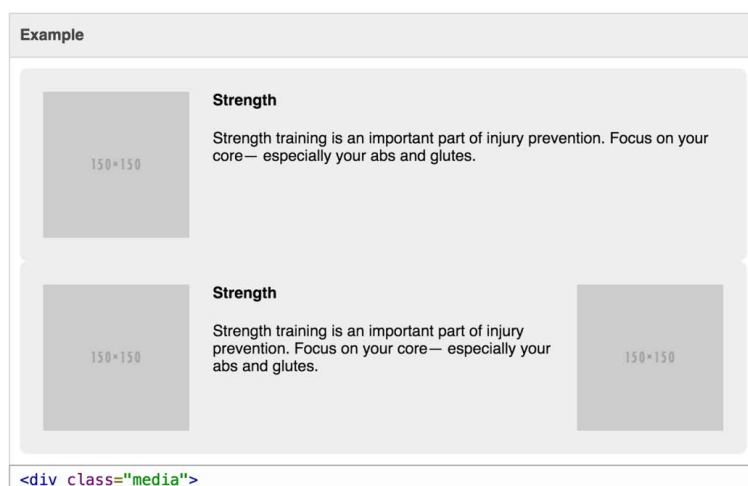 Example
Strength
Strength training is an important part of injury prevention. Focus on your
core— especially your abs and glutes.
150×150
Strength
Strength training is an important part of injury
prevention. Focus on your core— especially your
abs and glutes.
150×150
150×150
<div class="media">